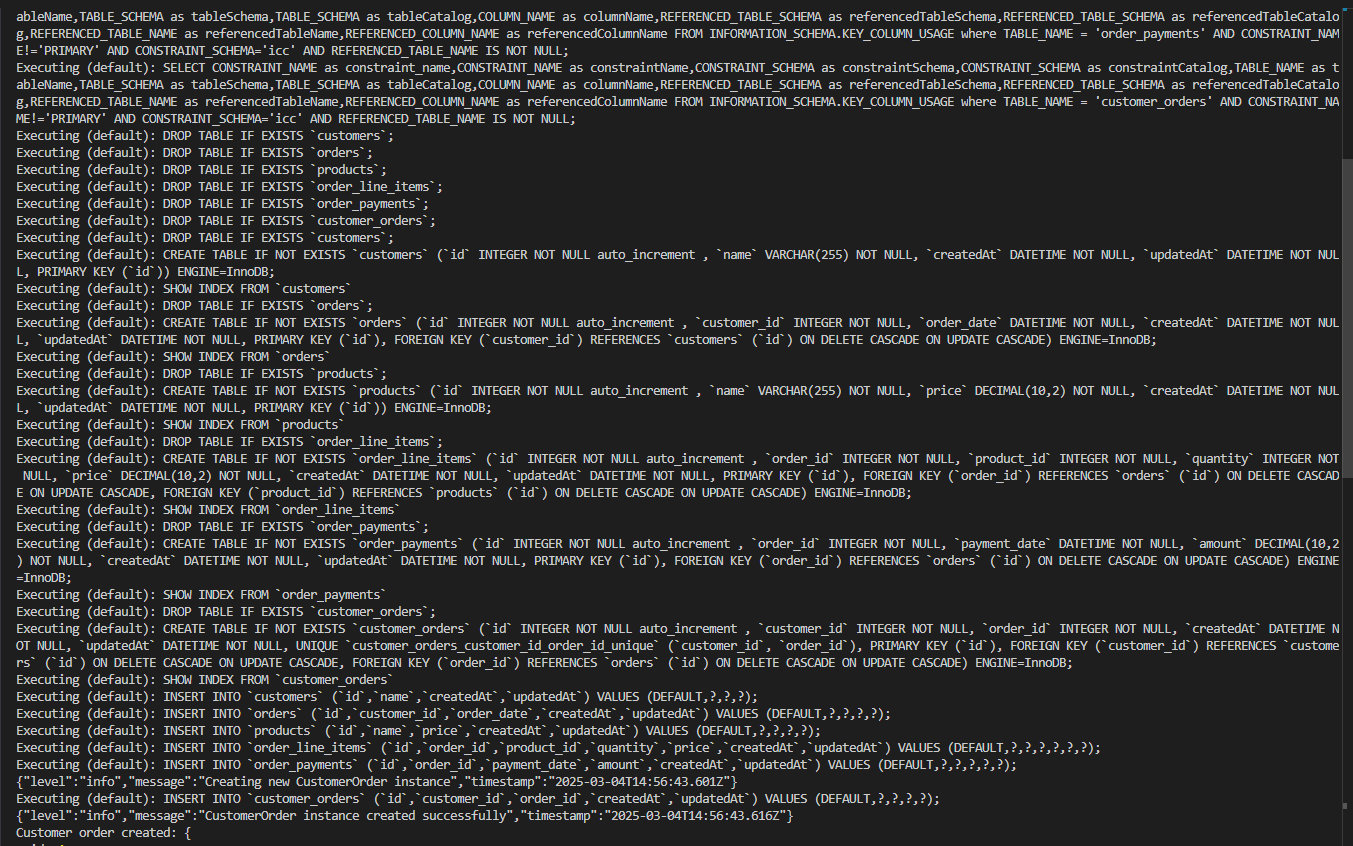 ableName,TABLE_SCHEMA as tableSchema,TABLE_SCHEMA as tableCatalog,COLUMN_NAME as columnName,REFERENCED_TABLE_SCHEMA as referencedTableSchema,REFERENCED_TABLE_SCHEMA as referencedTableCatalo
g,REFERENCED_TABLE_NAME as referencedTableName,REFERENCED_COLUMN_NAME as referencedColumnName FROM INFORMATION_SCHEMA.KEY_COLUMN_USAGE where TABLE_NAME = 'order_payments' AND CONSTRAINT_NAM
E!='PRIMARY' AND CONSTRAINT_SCHEMA='icc' AND REFERENCED_TABLE_NAME IS NOT NULL;
Executing (default): SELECT CONSTRAINT_NAME as constraint_name,CONSTRAINT_NAME as constraintName,CONSTRAINT_SCHEMA as constraintSchema,CONSTRAINT_SCHEMA as constraintCatalog,TABLE_NAME as t
ableName,TABLE_SCHEMA as tableSchema,TABLE_SCHEMA as tableCatalog,COLUMN_NAME as columnName,REFERENCED_TABLE_SCHEMA as referencedTableSchema,REFERENCED_TABLE_SCHEMA as referencedTableCatalo
g,REFERENCED_TABLE_NAME as referencedTableName,REFERENCED_COLUMN_NAME as referencedColumnName FROM INFORMATION_SCHEMA.KEY_COLUMN_USAGE where TABLE_NAME = 'customer_orders' AND CONSTRAINT_NA
ME!='PRIMARY' AND CONSTRAINT_SCHEMA='icc' AND REFERENCED_TABLE_NAME IS NOT NULL;
Executing (default): DROP TABLE IF EXISTS `customers`;
Executing (default): DROP TABLE IF EXISTS `orders`;
Executing (default): DROP TABLE IF EXISTS `products`;
Executing (default): DROP TABLE IF EXISTS `order_line_items`;
Executing (default): DROP TABLE IF EXISTS `order_payments`;
Executing (default): DROP TABLE IF EXISTS `customer_orders`;
Executing (default): DROP TABLE IF EXISTS `customers`;
Executing (default): CREATE TABLE IF NOT EXISTS `customers` (`id` INTEGER NOT NULL auto_increment , `name` VARCHAR(255) NOT NULL, `createdAt` DATETIME NOT NULL, `updatedAt` DATETIME NOT NUL
L, PRIMARY KEY (`id`)) ENGINE=InnoDB;
Executing (default): SHOW INDEX FROM `customers`
Executing (default): DROP TABLE IF EXISTS `orders`;
Executing (default): CREATE TABLE IF NOT EXISTS `orders` (`id` INTEGER NOT NULL auto_increment , `customer_id` INTEGER NOT NULL, `order_date` DATETIME NOT NULL, `createdAt` DATETIME NOT NUL
L, `updatedAt` DATETIME NOT NULL, PRIMARY KEY (`id`), FOREIGN KEY (`customer_id`) REFERENCES `customers` (`id`) ON DELETE CASCADE ON UPDATE CASCADE) ENGINE=InnoDB;
Executing (default): SHOW INDEX FROM `orders`
Executing (default): DROP TABLE IF EXISTS `products`;
Executing (default): CREATE TABLE IF NOT EXISTS `products` (`id` INTEGER NOT NULL auto_increment , `name` VARCHAR(255) NOT NULL, `price` DECIMAL(10,2) NOT NULL, `createdAt` DATETIME NOT NUL
L, `updatedAt` DATETIME NOT NULL, PRIMARY KEY (`id`)) ENGINE=InnoDB;
Executing (default): SHOW INDEX FROM `products`
Executing (default): DROP TABLE IF EXISTS `order_line_items`;
Executing (default): CREATE TABLE IF NOT EXISTS `order_line_items` (`id` INTEGER NOT NULL auto_increment , `order_id` INTEGER NOT NULL, `product_id` INTEGER NOT NULL, `quantity` INTEGER NOT
 NULL, `price` DECIMAL(10,2) NOT NULL, `createdAt` DATETIME NOT NULL, `updatedAt` DATETIME NOT NULL, PRIMARY KEY (`id`), FOREIGN KEY (`order_id`) REFERENCES `orders` (`id`) ON DELETE CASCAD
E ON UPDATE CASCADE, FOREIGN KEY (`product_id`) REFERENCES `products` (`id`) ON DELETE CASCADE ON UPDATE CASCADE) ENGINE=InnoDB;
Executing (default): SHOW INDEX FROM `order_line_items`
Executing (default): DROP TABLE IF EXISTS `order_payments`;
Executing (default): CREATE TABLE IF NOT EXISTS `order_payments` (`id` INTEGER NOT NULL auto_increment , `order_id` INTEGER NOT NULL, `payment_date` DATETIME NOT NULL, `amount` DECIMAL(10,2
) NOT NULL, `createdAt` DATETIME NOT NULL, `updatedAt` DATETIME NOT NULL, PRIMARY KEY (`id`), FOREIGN KEY (`order_id`) REFERENCES `orders` (`id`) ON DELETE CASCADE ON UPDATE CASCADE) ENGINE
=InnoDB;
Executing (default): SHOW INDEX FROM `order_payments`
Executing (default): DROP TABLE IF EXISTS `customer_orders`;
Executing (default): CREATE TABLE IF NOT EXISTS `customer_orders` (`id` INTEGER NOT NULL auto_increment , `customer_id` INTEGER NOT NULL, `order_id` INTEGER NOT NULL, `createdAt` DATETIME N
OT NULL, `updatedAt` DATETIME NOT NULL, UNIQUE `customer_orders_customer_id_order_id_unique` (`customer_id`, `order_id`), PRIMARY KEY (`id`), FOREIGN KEY (`customer_id`) REFERENCES `custome
rs` (`id`) ON DELETE CASCADE ON UPDATE CASCADE, FOREIGN KEY (`order_id`) REFERENCES `orders` (`id`) ON DELETE CASCADE ON UPDATE CASCADE) ENGINE=InnoDB;
Executing (default): SHOW INDEX FROM `customer_orders`
Executing (default): INSERT INTO `customers` (`id`,`name`,`createdAt`,`updatedAt`) VALUES (DEFAULT,?,?,?);
Executing (default): INSERT INTO `orders` (`id`,`customer_id`,`order_date`,`createdAt`,`updatedAt`) VALUES (DEFAULT,?,?,?,?);
Executing (default): INSERT INTO `products` (`id`,`name`,`price`,`createdAt`,`updatedAt`) VALUES (DEFAULT,?,?,?,?);
Executing (default): INSERT INTO `order_line_items` (`id`,`order_id`,`product_id`,`quantity`,`price`,`createdAt`,`updatedAt`) VALUES (DEFAULT,?,?,?,?,?,?);
Executing (default): INSERT INTO `order_payments` (`id`,`order_id`,`payment_date`,`amount`,`createdAt`,`updatedAt`) VALUES (DEFAULT,?,?,?,?,?);
{"level":"info","message":"Creating new CustomerOrder instance","timestamp":"2025-03-04T14:56:43.601Z"}
Executing (default): INSERT INTO `customer_orders` (`id`,`customer_id`,`order_id`,`createdAt`,`updatedAt`) VALUES (DEFAULT,?,?,?,?);
{"level":"info","message":"CustomerOrder instance created successfully","timestamp":"2025-03-04T14:56:43.616Z"}
Customer order created: {